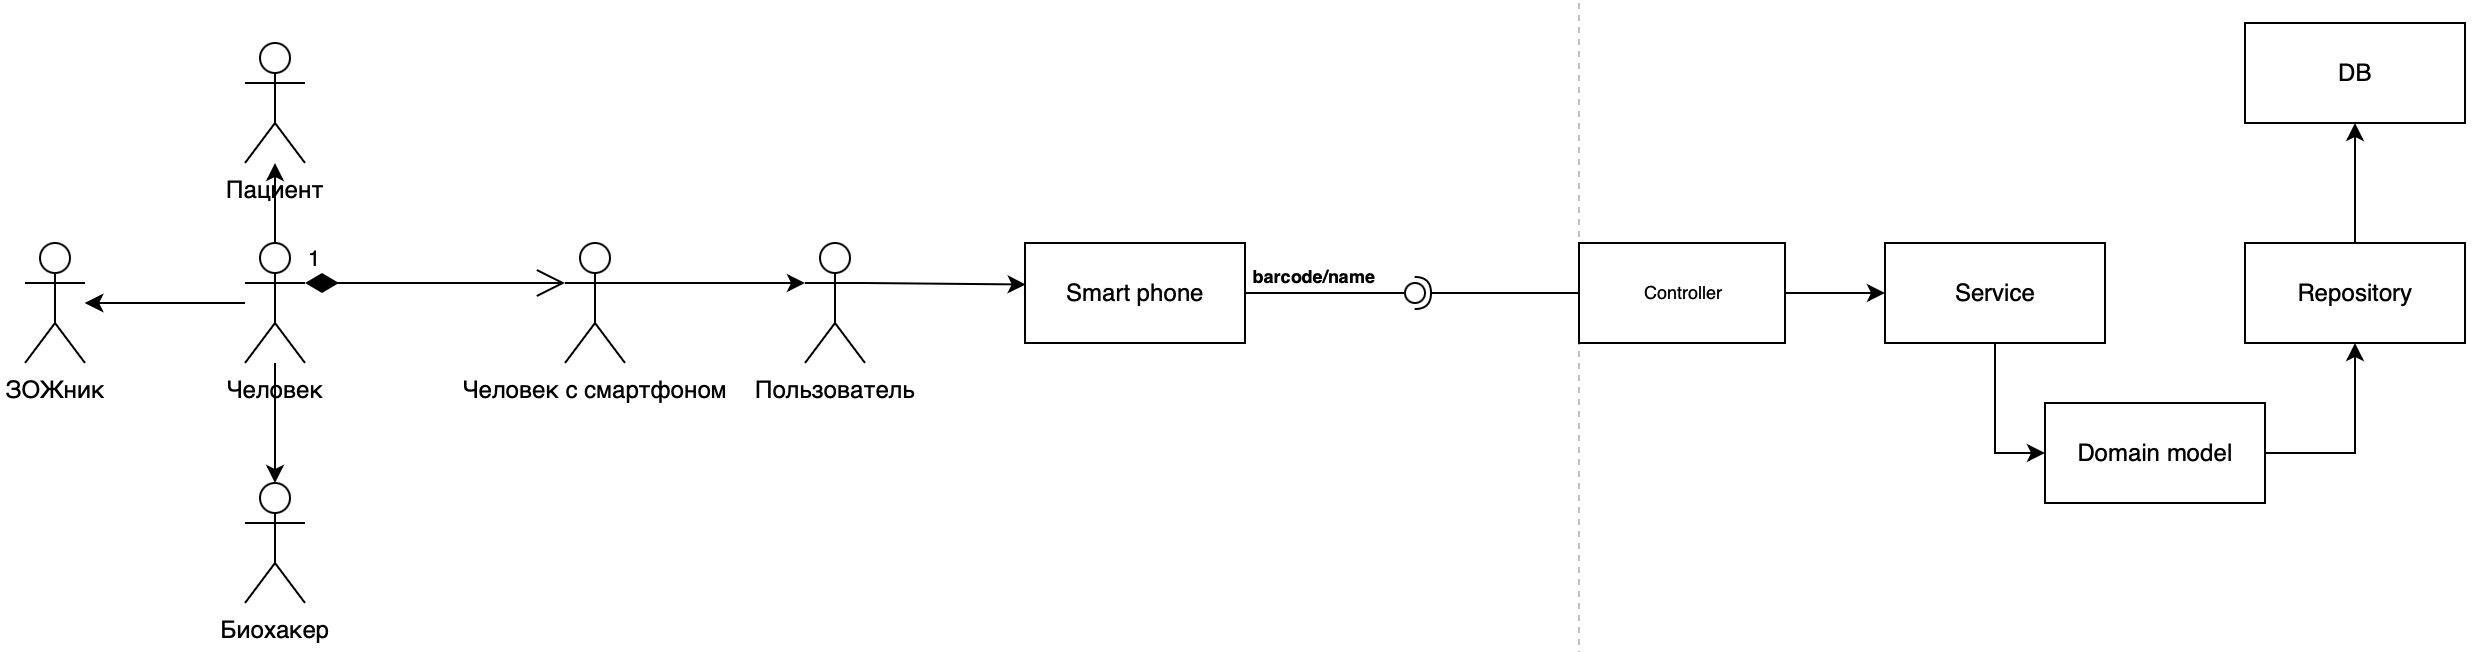 DB
Пациент
1
barcode/name
Smart phone
Controller
Service
Repository
ЗОЖник
Человек
Человек с смартфоном
Пользователь
Domain model
Биохакер